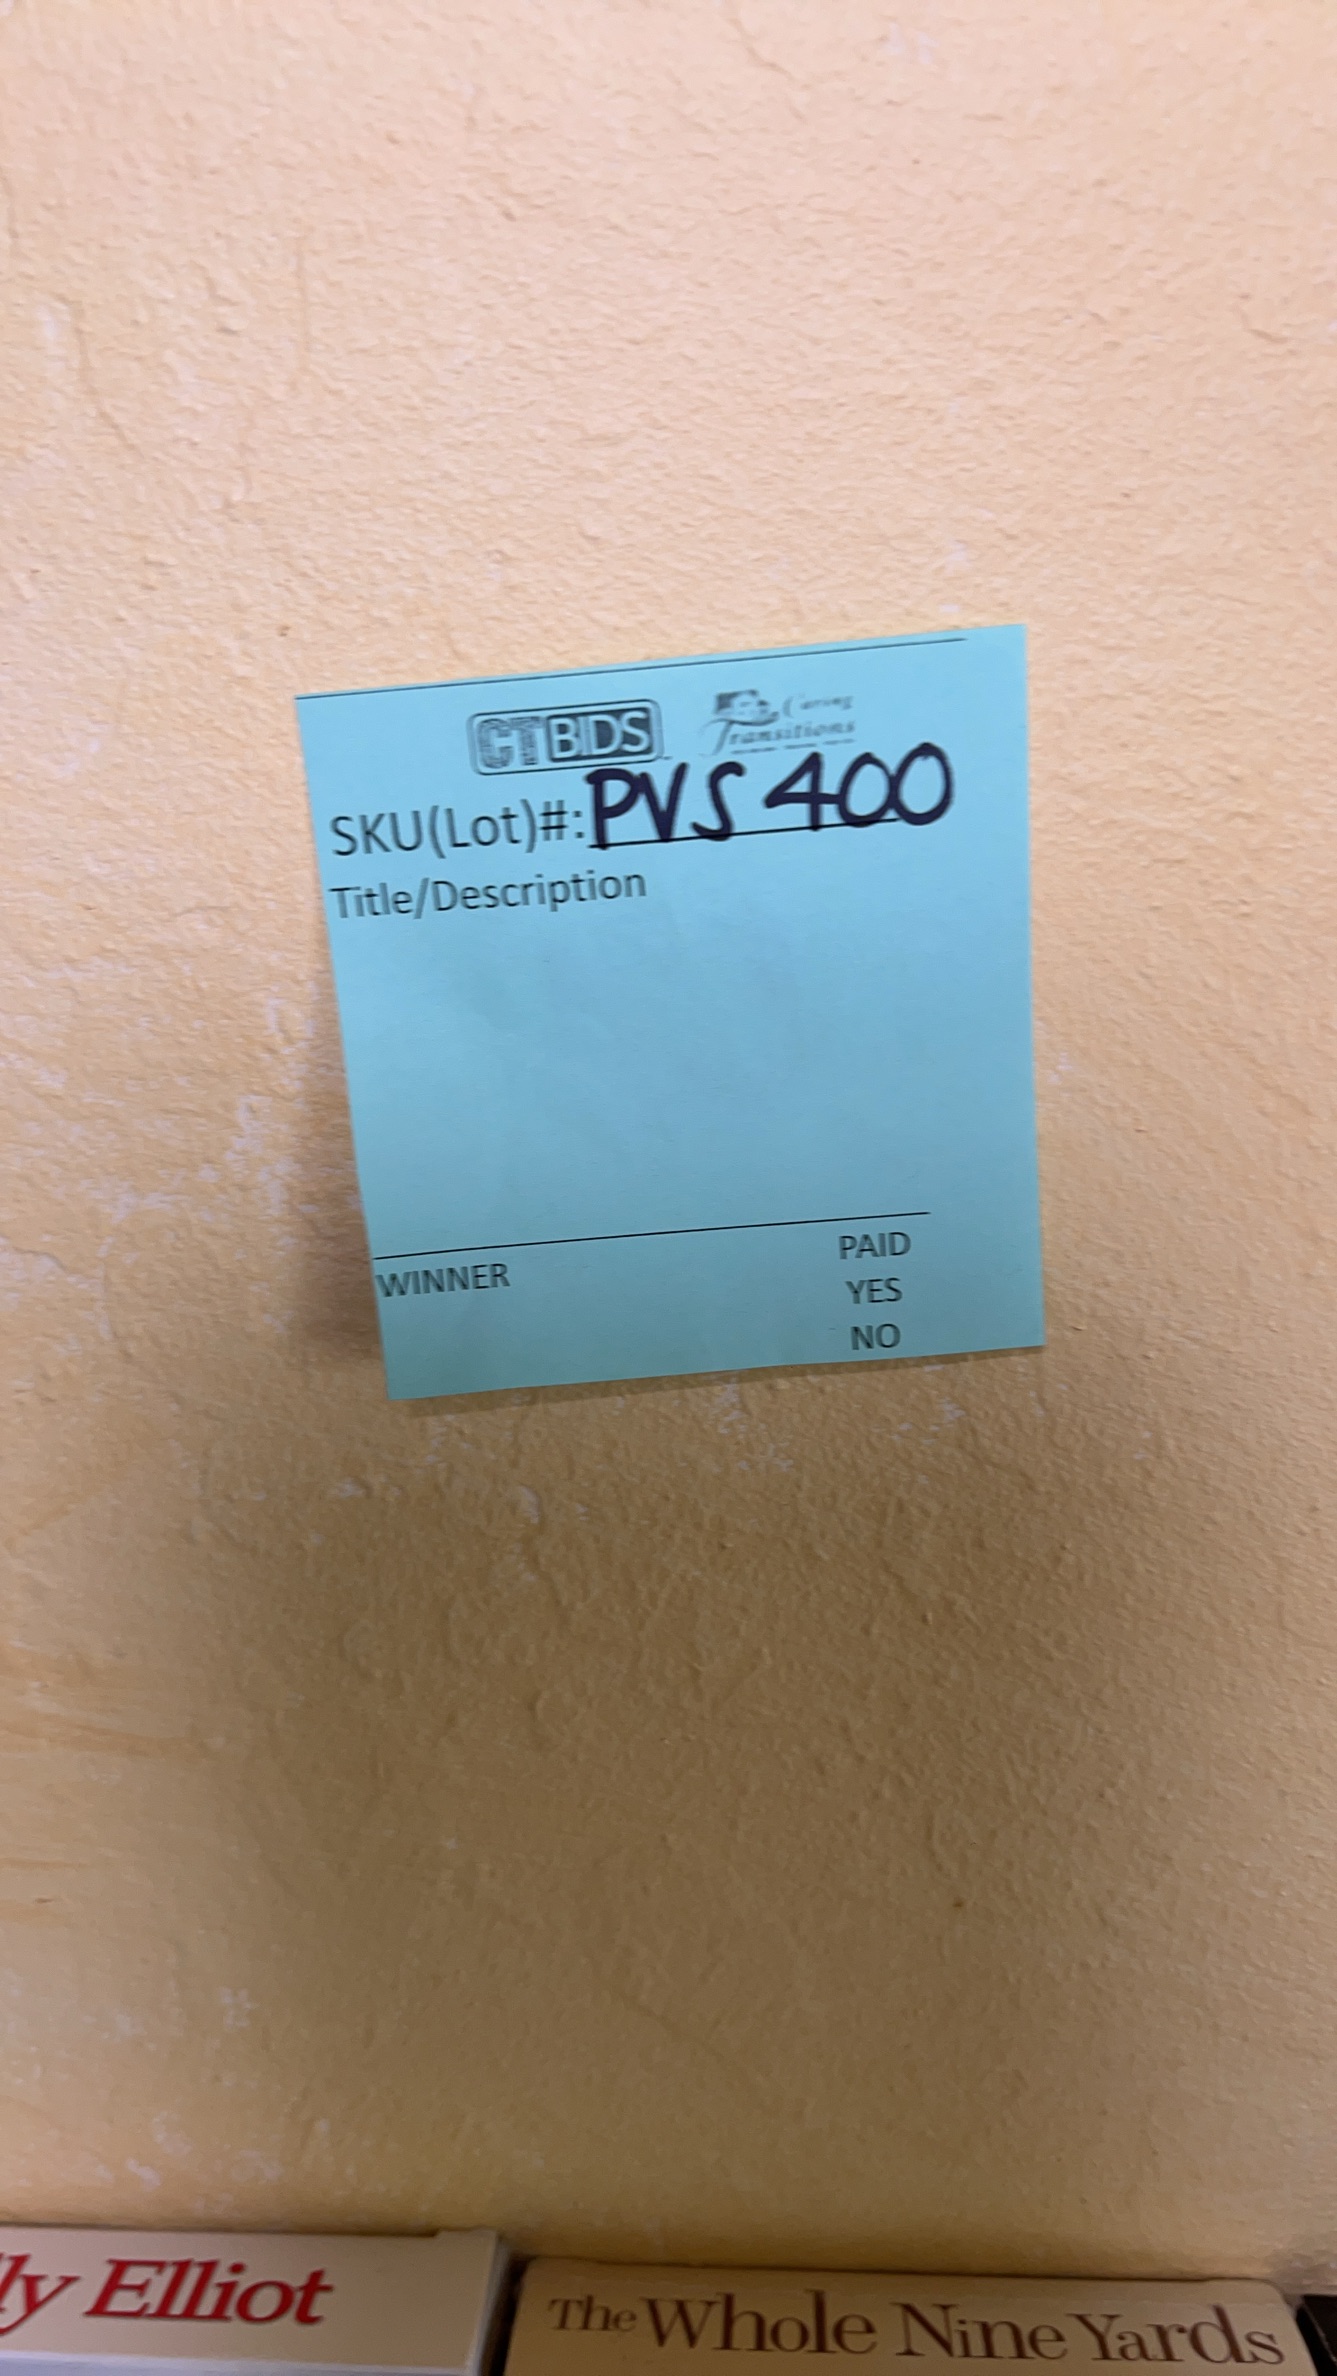 CTBIDS Caring Transitions
SKU(Lot)#: PVS 400
Title/Description
WINNER
PAID
YES
NO
ly Elliot
The Whole Nine Yards